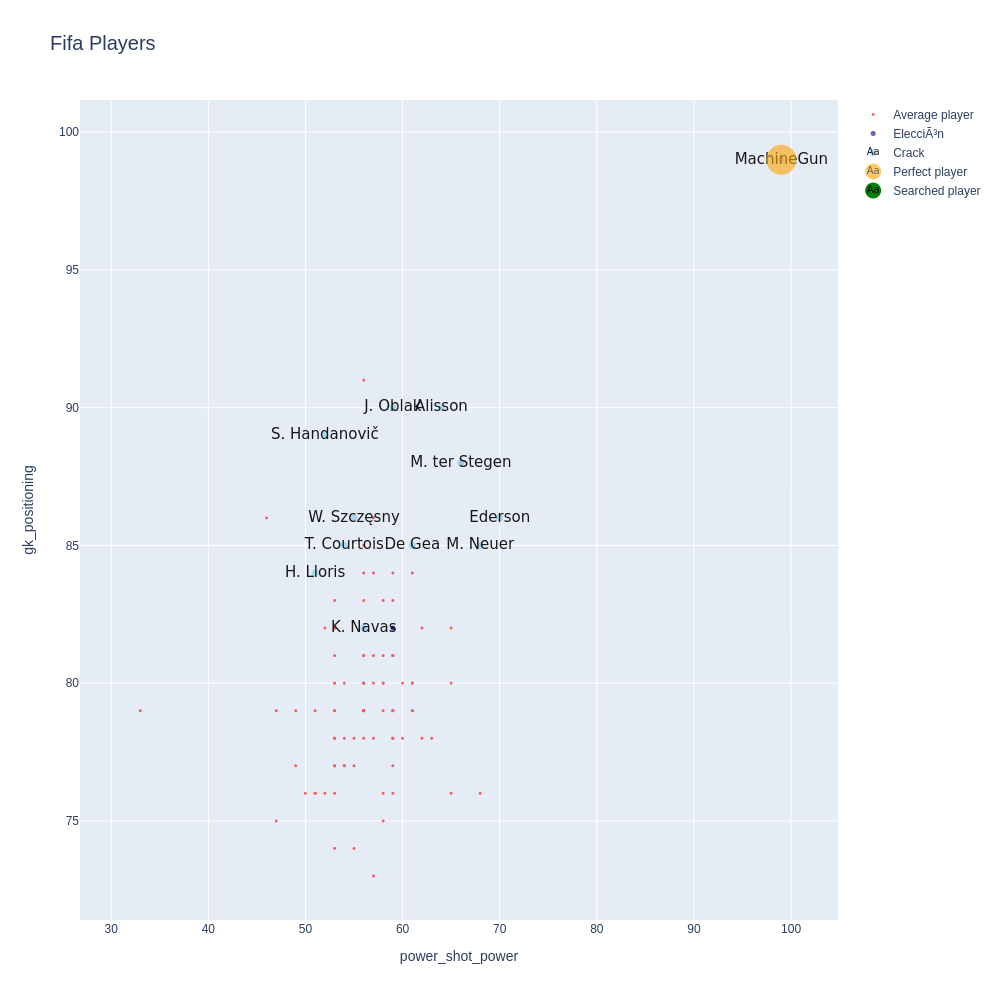 Fifa Players
Average player
ElecciÃ³n
Aa Crack
Aa Perfect player
Aa Searched player
100
95
90
85
80
75
gk_positioning
MachineGun
J. Oblak
Alisson
S. Handanovič
M. ter Stegen
W. Szczęsny
Ederson
T. Courtois
De Gea
M. Neuer
H. Lloris
K. Navas
30 40 50 60 70 80 90 100
power_shot_power